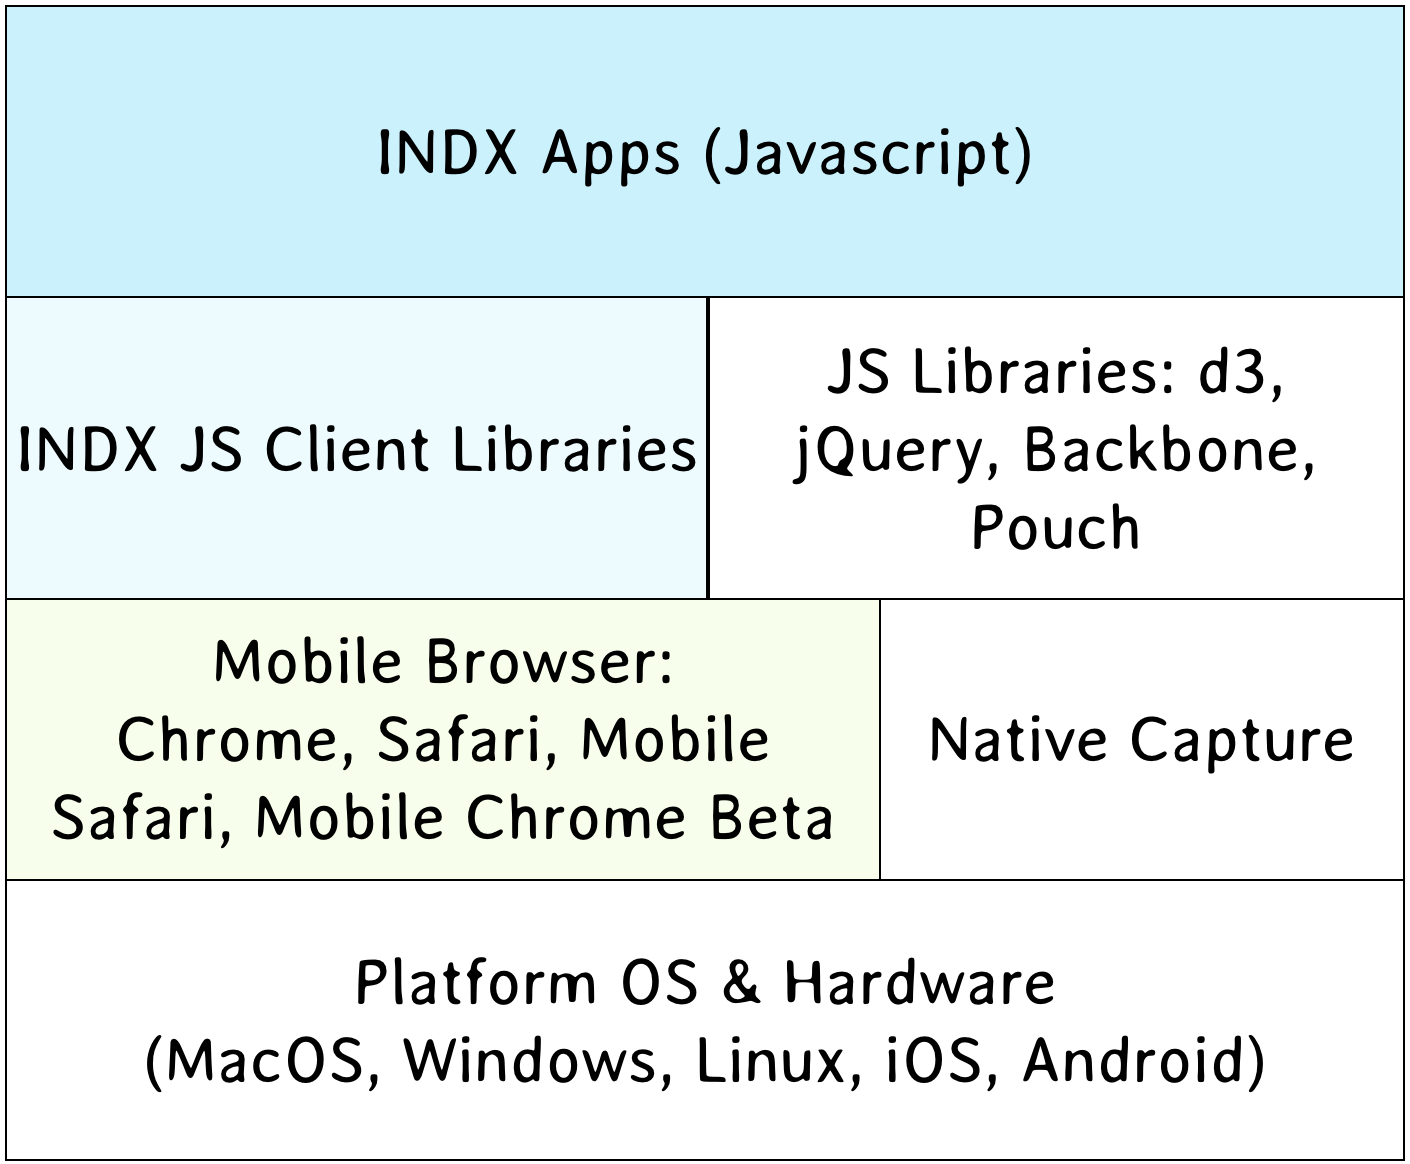 INDX Apps (Javascript)
INDX JS Client Libraries
JS Libraries: d3,
jQuery, Backbone,
Pouch
Mobile Browser:
Chrome, Safari, Mobile
Safari, Mobile Chrome Beta
Native Capture
Platform OS & Hardware
(MacOS, Windows, Linux, iOS, Android)